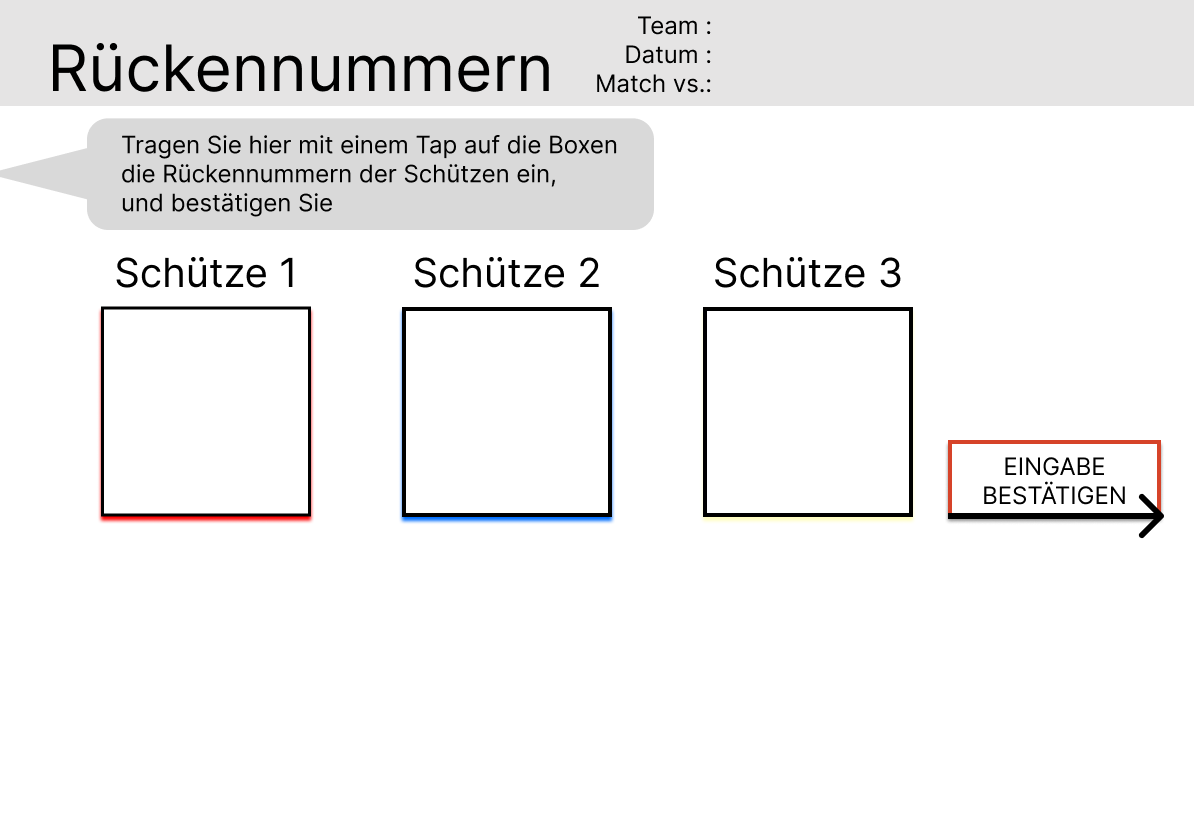 Rückennummern
Team :
Datum :
Match vs.:
Tragen Sie hier mit einem Tap auf die Boxen
die Rückennummern der Schützen ein,
und bestätigen Sie
Schütze 1
Schütze 2
Schütze 3
EINGABE
BESTÄTIGEN